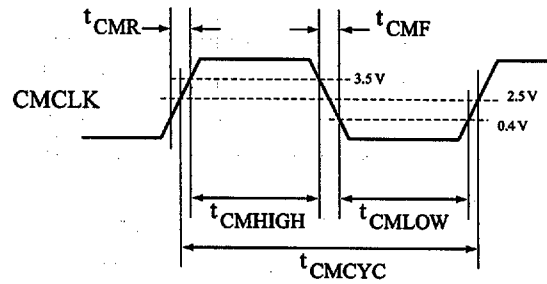 tCMR
tCMF
CMCLK
3.5 V
2.5 V
0.4 V
tCMHIGH
tCMLOW
tCMCYC